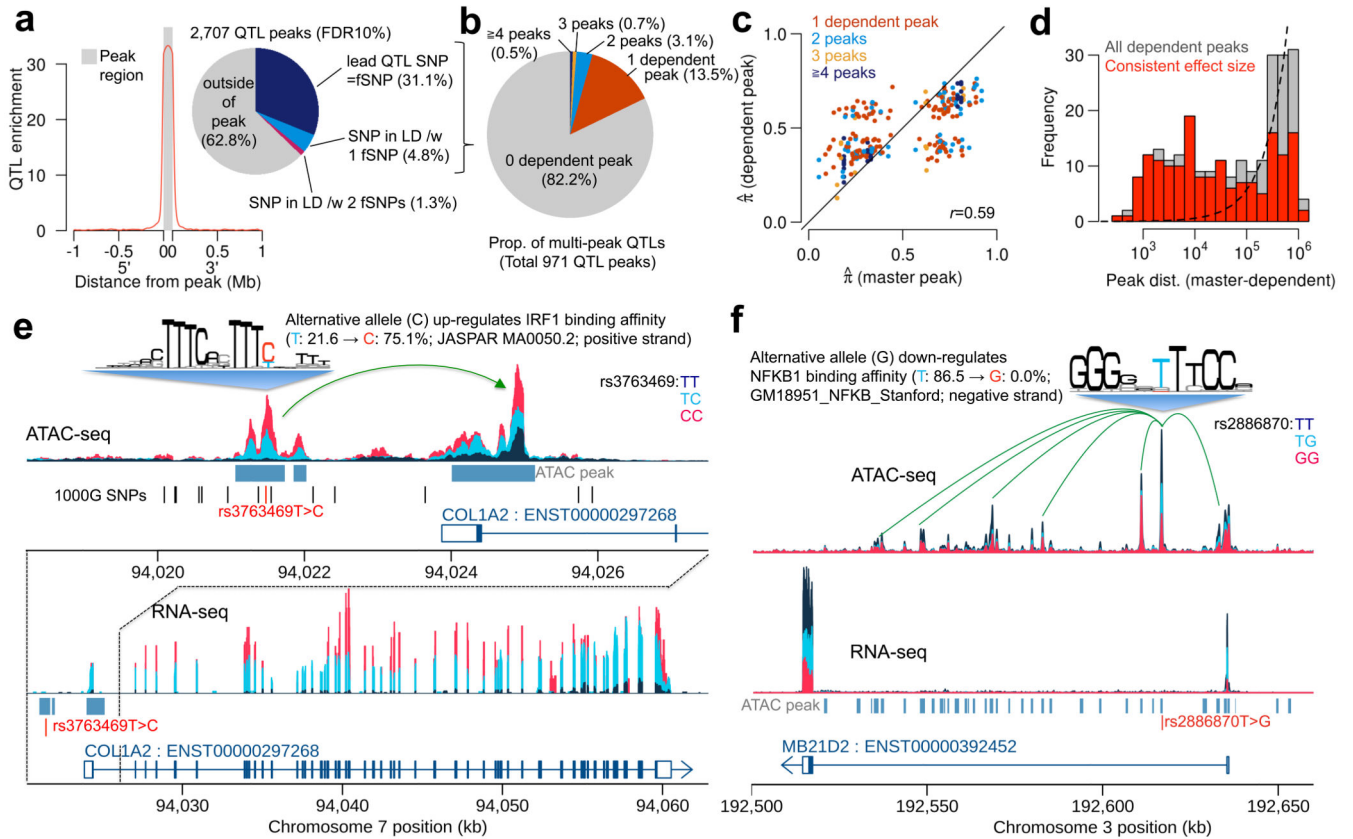 a
Peak
region
QTL enrichment
30
20
10
0
-1
-0.5
0
0
0.5
1
5'
3'
Distance from peak (Mb)
2,707 QTL peaks (FDR10%)
outside
of peak
(62.8%)
lead QTL SNP
=fSNP (31.1%)
SNP in LD /w
1 fSNP (4.8%)
SNP in LD /w 2 fSNPs (1.3%)
b
3 peaks (0.7%)
≧4 peaks
(0.5%)
2 peaks (3.1%)
1 dependent
peak (13.5%)
0 dependent peak
(82.2%)
Prop. of multi-peak QTLs
(Total 971 QTL peaks)
c
1 dependent peak
2 peaks
3 peaks
≧4 peaks
π̂ (dependent peak)
1.0
0.5
0.0
r=0.59
0.0
0.5
1.0
π̂ (master peak)
d
All dependent peaks
Consistent effect size
Frequency
30
20
10
0
10³
10⁴
10⁵
10⁶
Peak dist. (master-dependent)
e
Alternative allele (C) up-regulates IRF1 binding affinity
(T: 21.6 → C: 75.1%; JASPAR MA0050.2; positive strand)
TTTC TTTC
rs3763469:TT
TC
CC
ATAC-seq
ATAC peak
1000G SNPs
rs3763469T>C
COL1A2 : ENST00000297268
94,020
94,022
94,024
94,026
RNA-seq
rs3763469T>C
COL1A2 : ENST00000297268
94,030
94,040
94,050
94,060
Chromosome 7 position (kb)
f
Alternative allele (G) down-regulates
NFKB1 binding affinity (T: 86.5 → G: 0.0%;
GM18951_NFKB_Stanford; negative strand)
GGG TTTCC
rs2886870:TT
TG
GG
ATAC-seq
RNA-seq
ATAC peak
rs2886870T>G
MB21D2 : ENST00000392452
192,500
192,550
192,600
192,650
Chromosome 3 position (kb)